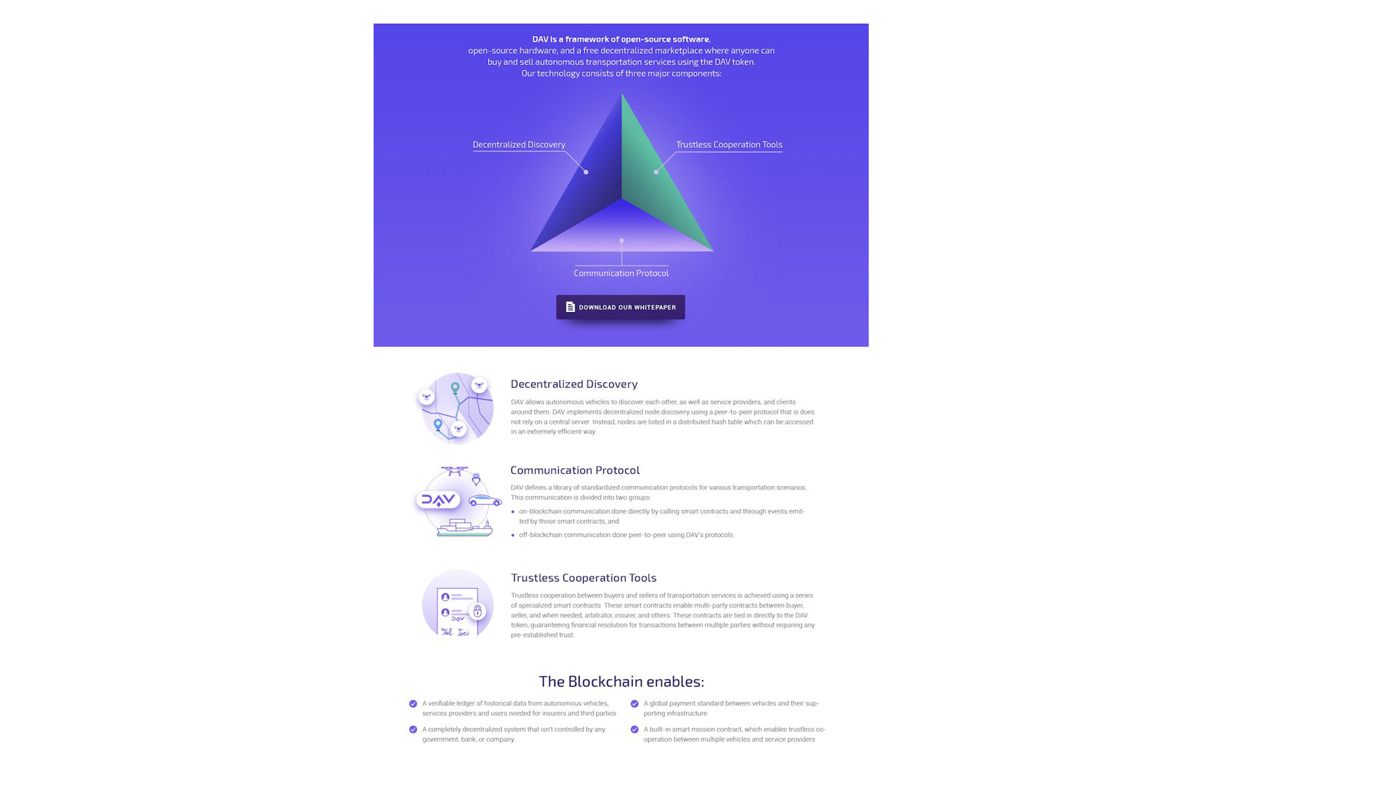 DAV is a framework of open-source software,
open-source hardware, and a free decentralized marketplace where anyone can
buy and sell autonomous transportation services using the DAV token.
Our technology consists of three major components:
Decentralized Discovery
Trustless Cooperation Tools
Communication Protocol
DOWNLOAD OUR WHITEPAPER
Decentralized Discovery
DAV allows autonomous vehicles to discover each other, as well as service providers, and clients
around them. DAV implements decentralized node discovery using a peer-to-peer protocol that is does
not rely on a central server. Instead, nodes are listed in a distributed hash table which can be accessed
in an extremely efficient way.
DAV
Communication Protocol
DAV defines a library of standardized communication protocols for various transportation scenarios.
This communication is divided into two groups:
on-blockchain communication done directly by calling smart contracts and through events emit-
ted by those smart contracts, and
off-blockchain communication done peer-to-peer using DAV's protocols.
DAV
Trustless Cooperation Tools
Trustless cooperation between buyers and sellers of transportation services is achieved using a series
of specialized smart contracts. These smart contracts enable multi-party contracts between buyer,
seller, and when needed, arbitrator, insurer, and others. These contracts are tied in directly to the DAV
token, guaranteeing financial resolution for transactions between multiple parties without requiring any
pre-established trust.
The Blockchain enables:
A verifiable ledger of historical data from autonomous vehicles,
services providers and users needed for insurers and third parties
A completely decentralized system that isn't controlled by any
government, bank, or company
A global payment standard between vehicles and their sup-
porting infrastructure
A built-in smart mission contract, which enables trustless co-
operation between multiple vehicles and service providers